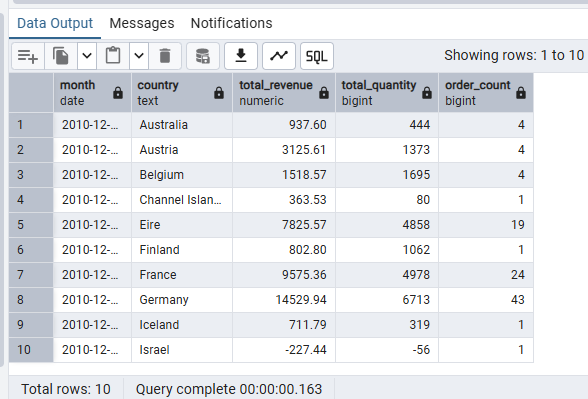 Data Output Messages Notifications
SQL Showing rows: 1 to 10
month country total_revenue total_quantity order_count
date text numeric bigint bigint
1 2010-12-... Australia 937.60 444 4
2 2010-12-... Austria 3125.61 1373 4
3 2010-12-... Belgium 1518.57 1695 4
4 2010-12-... Channel Islan... 363.53 80 1
5 2010-12-... Eire 7825.57 4858 19
6 2010-12-... Finland 802.80 1062 1
7 2010-12-... France 9575.36 4978 24
8 2010-12-... Germany 14529.94 6713 43
9 2010-12-... Iceland 711.79 319 1
10 2010-12-... Israel -227.44 -56 1
Total rows: 10 Query complete 00:00:00.163